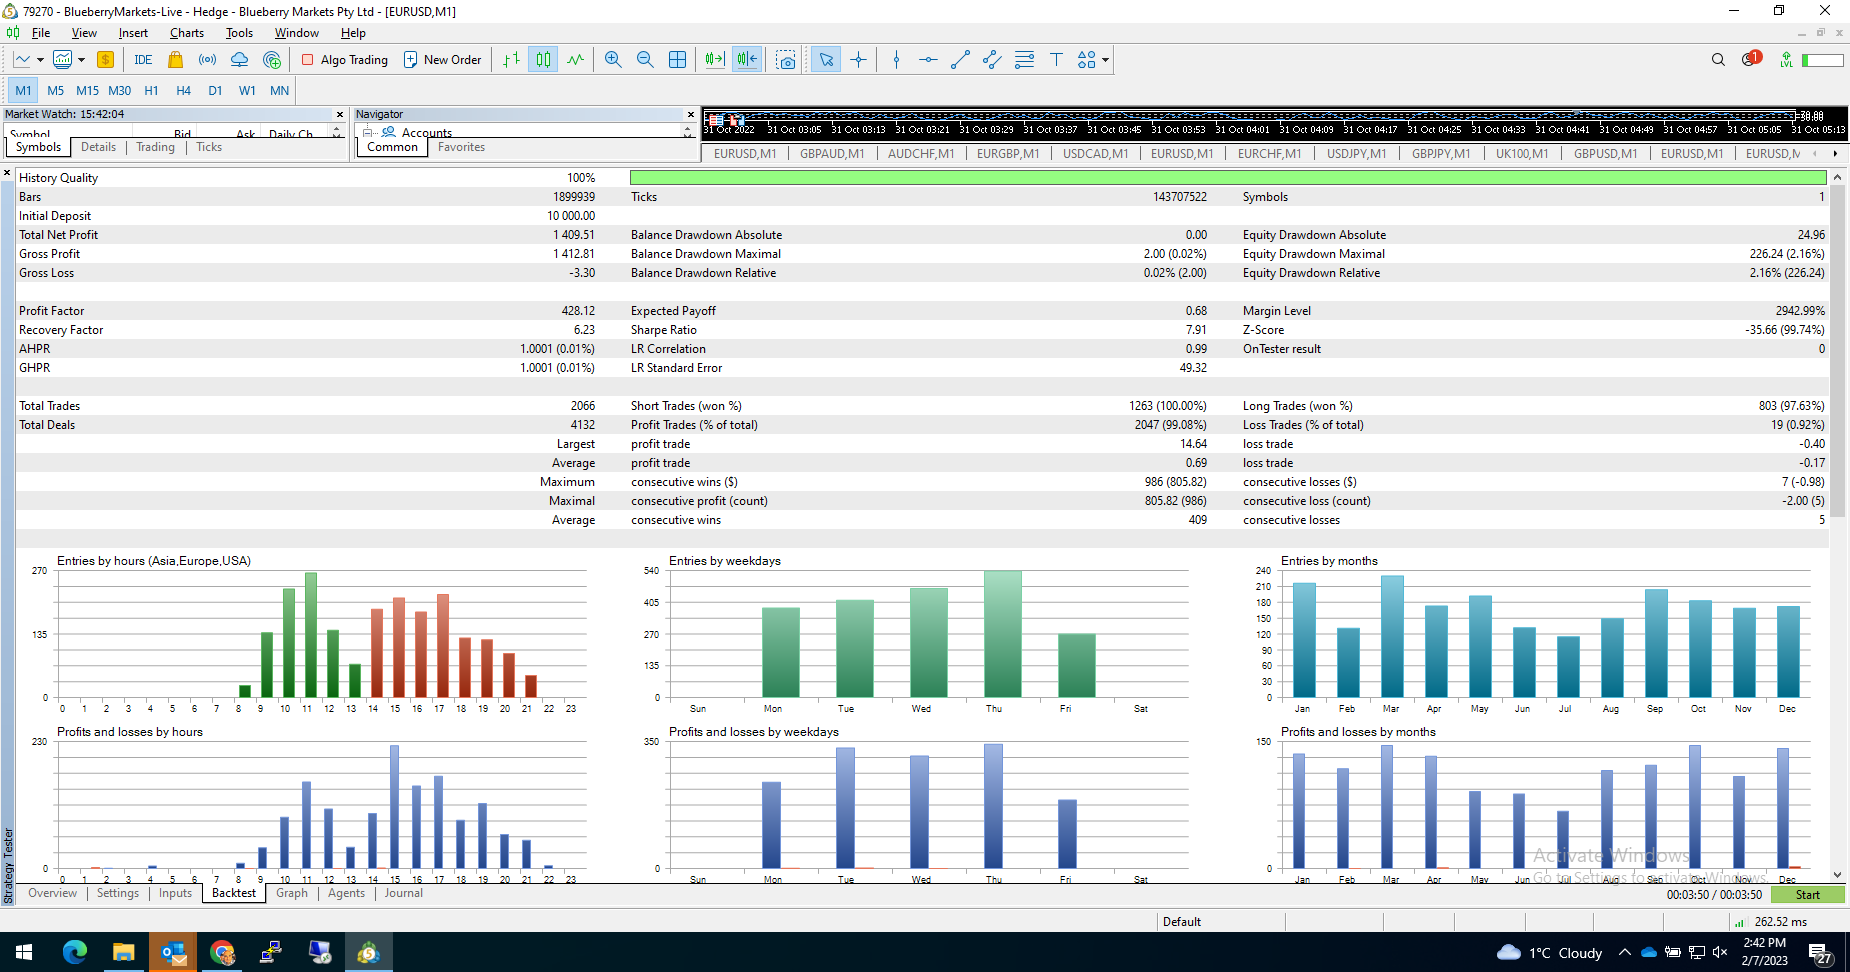 79270 - BlueberryMarkets-Live - Hedge - Blueberry Markets Pty Ltd - [EURUSD,M1]
File View Insert Charts Tools Window Help
IDE Algo Trading New Order 1 LVL
M1 M5 M15 M30 H1 H4 D1 W1 MN
Market Watch: 15:42:04
Symbol Bid Ask Daily Ch
Symbols Details Trading Ticks
Navigator
Accounts
Common Favorites
31 Oct 2022 31 Oct 03:05 31 Oct 03:13 31 Oct 03:21 31 Oct 03:29 31 Oct 03:37 31 Oct 03:45 31 Oct 03:53 31 Oct 04:01 31 Oct 04:09 31 Oct 04:17 31 Oct 04:25 31 Oct 04:33 31 Oct 04:41 31 Oct 04:49 31 Oct 04:57 31 Oct 05:05 31 Oct 05:13
EURUSD,M1 GBPAUD,M1 AUDCHF,M1 EURGBP,M1 USDCAD,M1 EURUSD,M1 EURCHF,M1 USDJPY,M1 GBPJPY,M1 UK100,M1 GBPUSD,M1 EURUSD,M1 EURUSD,M
History Quality 100%
Bars 1899939 Ticks 143707522 Symbols 1
Initial Deposit 10 000.00
Total Net Profit 1 409.51 Balance Drawdown Absolute 0.00 Equity Drawdown Absolute 24.96
Gross Profit 1 412.81 Balance Drawdown Maximal 2.00 (0.02%) Equity Drawdown Maximal 226.24 (2.16%)
Gross Loss -3.30 Balance Drawdown Relative 0.02% (2.00) Equity Drawdown Relative 2.16% (226.24)
Profit Factor 428.12 Expected Payoff 0.68 Margin Level 2942.99%
Recovery Factor 6.23 Sharpe Ratio 7.91 Z-Score -35.66 (99.74%)
AHPR 1.0001 (0.01%) LR Correlation 0.99 OnTester result 0
GHPR 1.0001 (0.01%) LR Standard Error 49.32
Total Trades 2066 Short Trades (won %) 1263 (100.00%) Long Trades (won %) 803 (97.63%)
Total Deals 4132 Profit Trades (% of total) 2047 (99.08%) Loss Trades (% of total) 19 (0.92%)
Largest profit trade 14.64 loss trade -0.40
Average profit trade 0.69 loss trade -0.17
Maximum consecutive wins ($) 986 (805.82) consecutive losses ($) 7 (-0.98)
Maximal consecutive profit (count) 805.82 (986) consecutive loss (count) -2.00 (5)
Average consecutive wins 409 consecutive losses 5
Entries by hours (Asia,Europe,USA)
270
135
0
0 1 2 3 4 5 6 7 8 9 10 11 12 13 14 15 16 17 18 19 20 21 22 23
Entries by weekdays
540
405
270
135
0
Sun Mon Tue Wed Thu Fri Sat
Entries by months
240
210
180
150
120
90
60
30
0
Jan Feb Mar Apr May Jun Jul Aug Sep Oct Nov Dec
Profits and losses by hours
230
0
0 1 2 3 4 5 6 7 8 9 10 11 12 13 14 15 16 17 18 19 20 21 22 23
Profits and losses by weekdays
350
0
Sun Mon Tue Wed Thu Fri Sat
Profits and losses by months
150
0
Jan Feb Mar Apr May Jun Jul Aug Sep Oct Nov Dec
Activate Windows
Go to Settings to activate Windows.
Strategy Tester
Overview Settings Inputs Backtest Graph Agents Journal
00:03:50 / 00:03:50 Start
Default 262.52 ms
1°C Cloudy
2:42 PM
2/7/2023
27